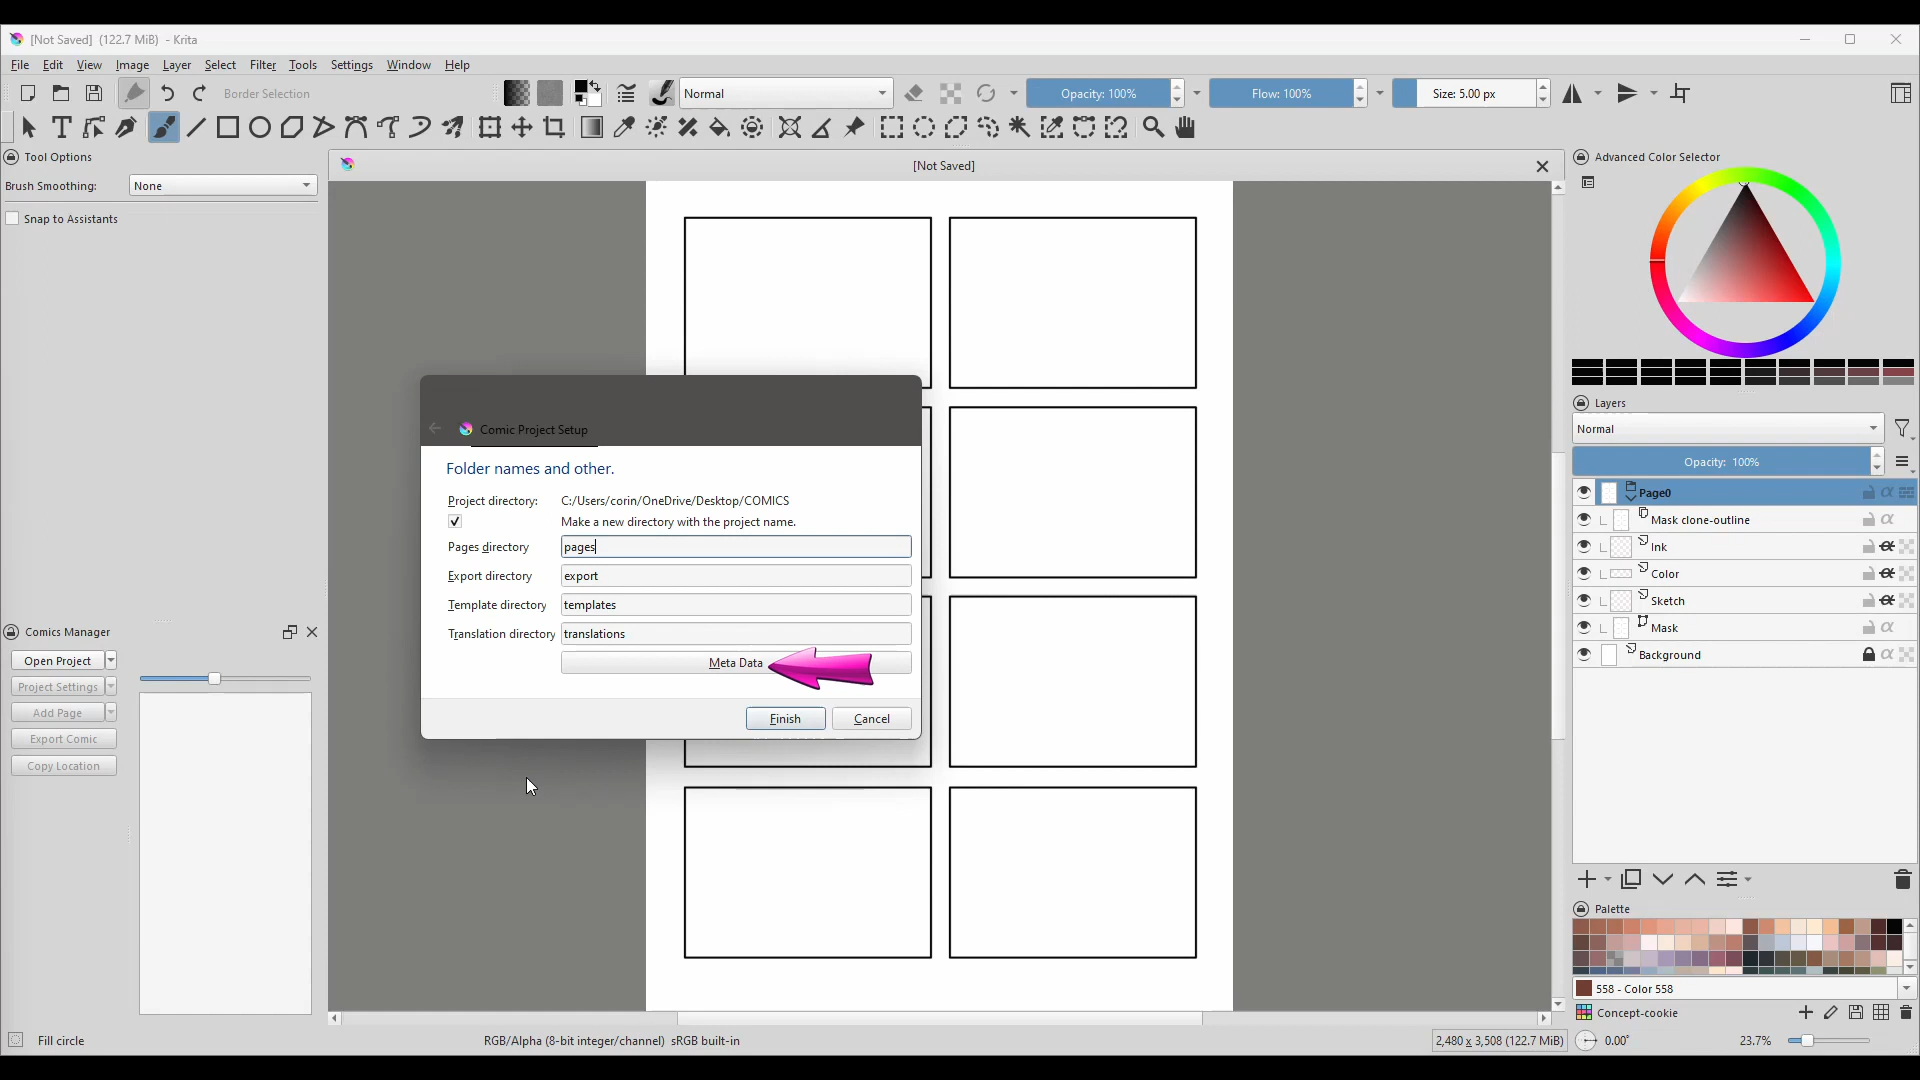 [Not Saved] (122.7 MiB) - Krita
File Edit View Image Layer Select Filter Tools Settings Window Help
Border Selection
Normal
Opacity: 100%
Flow: 100%
Size: 5.00 px
Tool Options
Brush Smoothing:
None
Snap to Assistants
[Not Saved]
Comic Project Setup
Folder names and other.
Project directory: C:/Users/corin/OneDrive/Desktop/COMICS
Make a new directory with the project name.
Pages directory pages
Export directory export
Template directory templates
Translation directory translations
Meta Data
Finish Cancel
Comics Manager
Open Project
Project Settings
Add Page
Export Comic
Copy Location
Advanced Color Selector
Layers
Normal
Opacity: 100%
Page0
Mask clone-outline
Ink
Color
Sketch
Mask
Background
Palette
558 - Color 558
Concept-cookie
Fill circle
RGB/Alpha (8-bit integer/channel) sRGB built-in
2,480 x 3,508 (122.7 MiB)
0.00°
23.7%